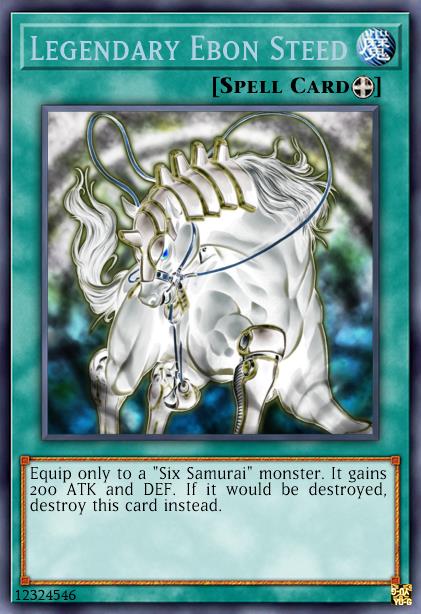 Legendary Ebon Steed
魔
[Spell Card]
Equip only to a "Six Samurai" monster. It gains
200 ATK and DEF. If it would be destroyed,
destroy this card instead.
12324546